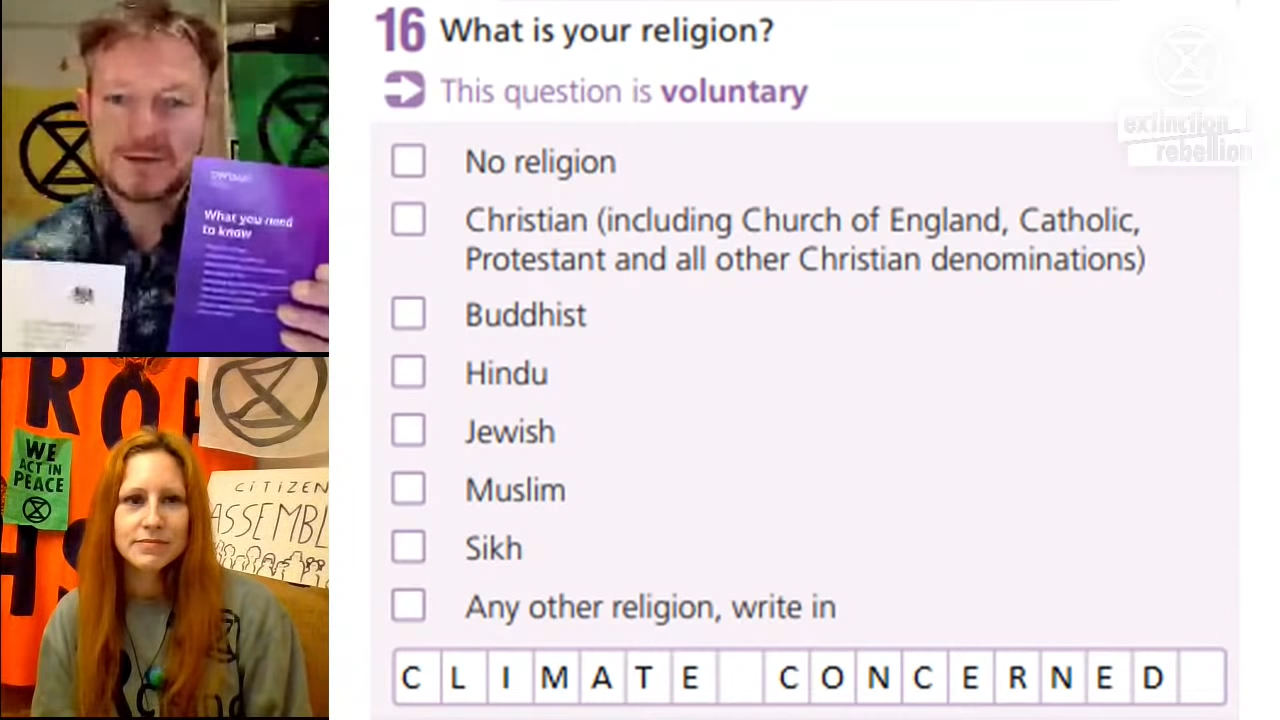 What you need
to know
WE
ACT IN
PEACE
CITIZEN
ASSEMBL
16 What is your religion?
This question is voluntary
No religion
Christian (including Church of England, Catholic,
Protestant and all other Christian denominations)
Buddhist
Hindu
Jewish
Muslim
Sikh
Any other religion, write in
CLIMATE CONCERNED
extinction
rebellion